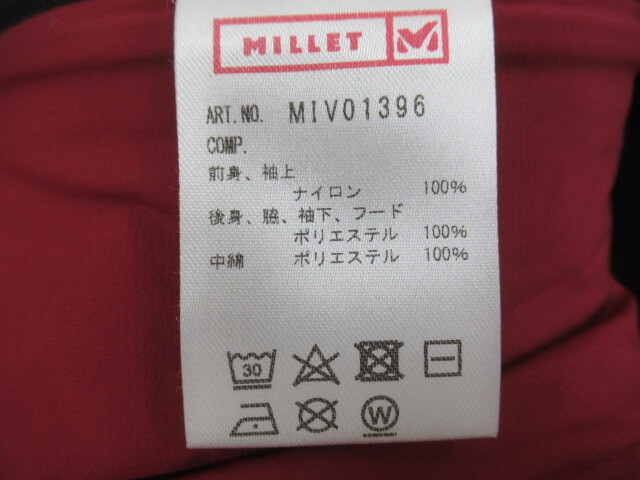 MILLET M
ART.NO. MIV01396
COMP.
前身、袖上
ナイロン 100%
後身、脇、袖下、フード
ポリエステル 100%
中綿 ポリエステル 100%
30
W